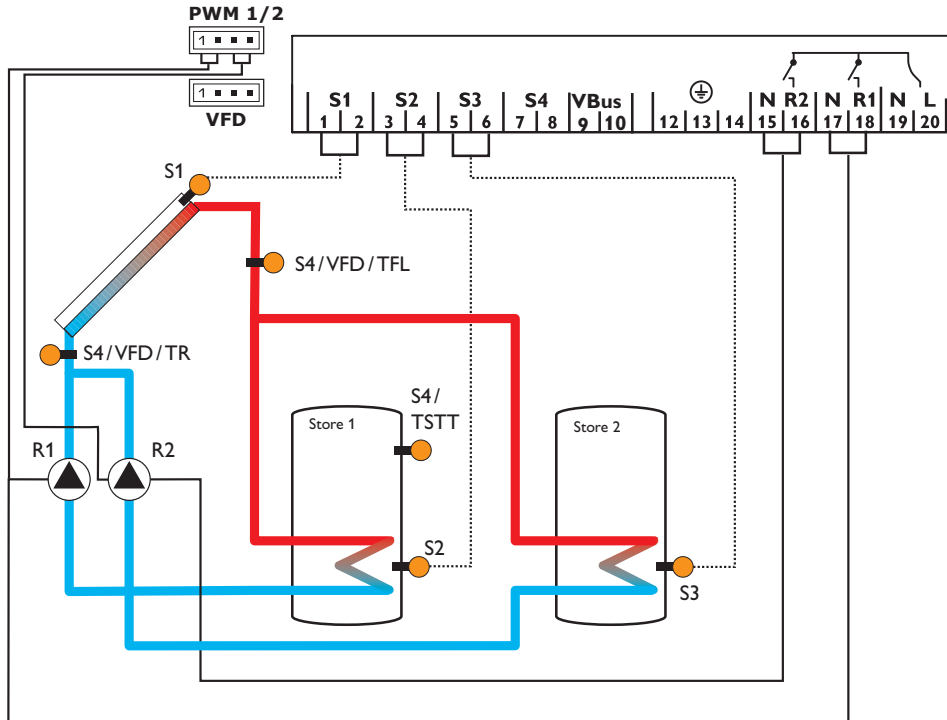 PWM 1/2
1
1
VFD
S1 S2 S3 S4 VBus N R2 N R1 N L
1 2 3 4 5 6 7 8 9 10 12 13 14 15 16 17 18 19 20
S1
S4/VFD/TFL
S4/VFD/TR
S4/
TSTT
Store 1
Store 2
R1
R2
S2
S3